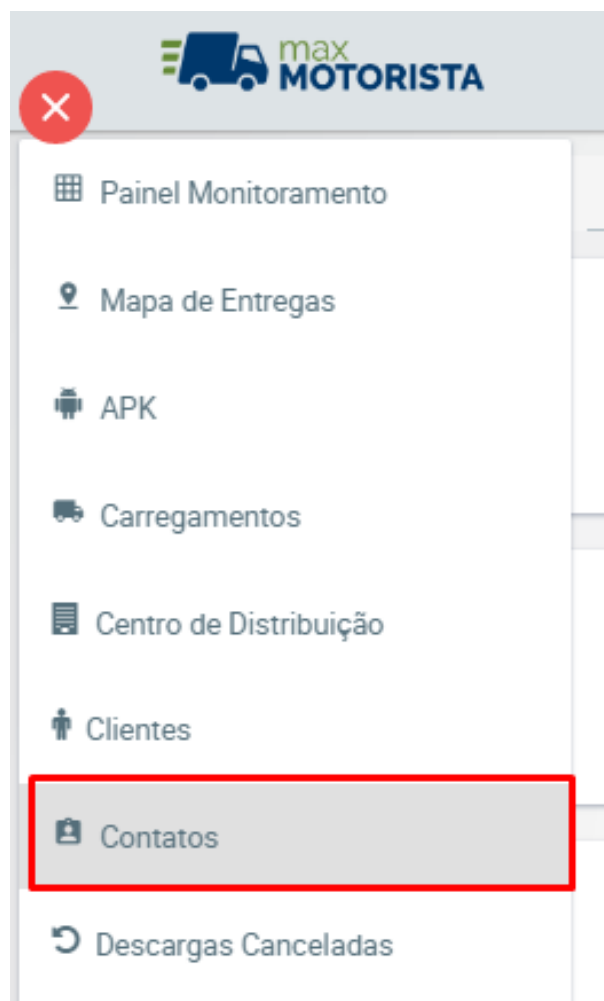 max
MOTORISTA
Painel Monitoramento
Mapa de Entregas
APK
Carregamentos
Centro de Distribuição
Clientes
Contatos
Descargas Canceladas